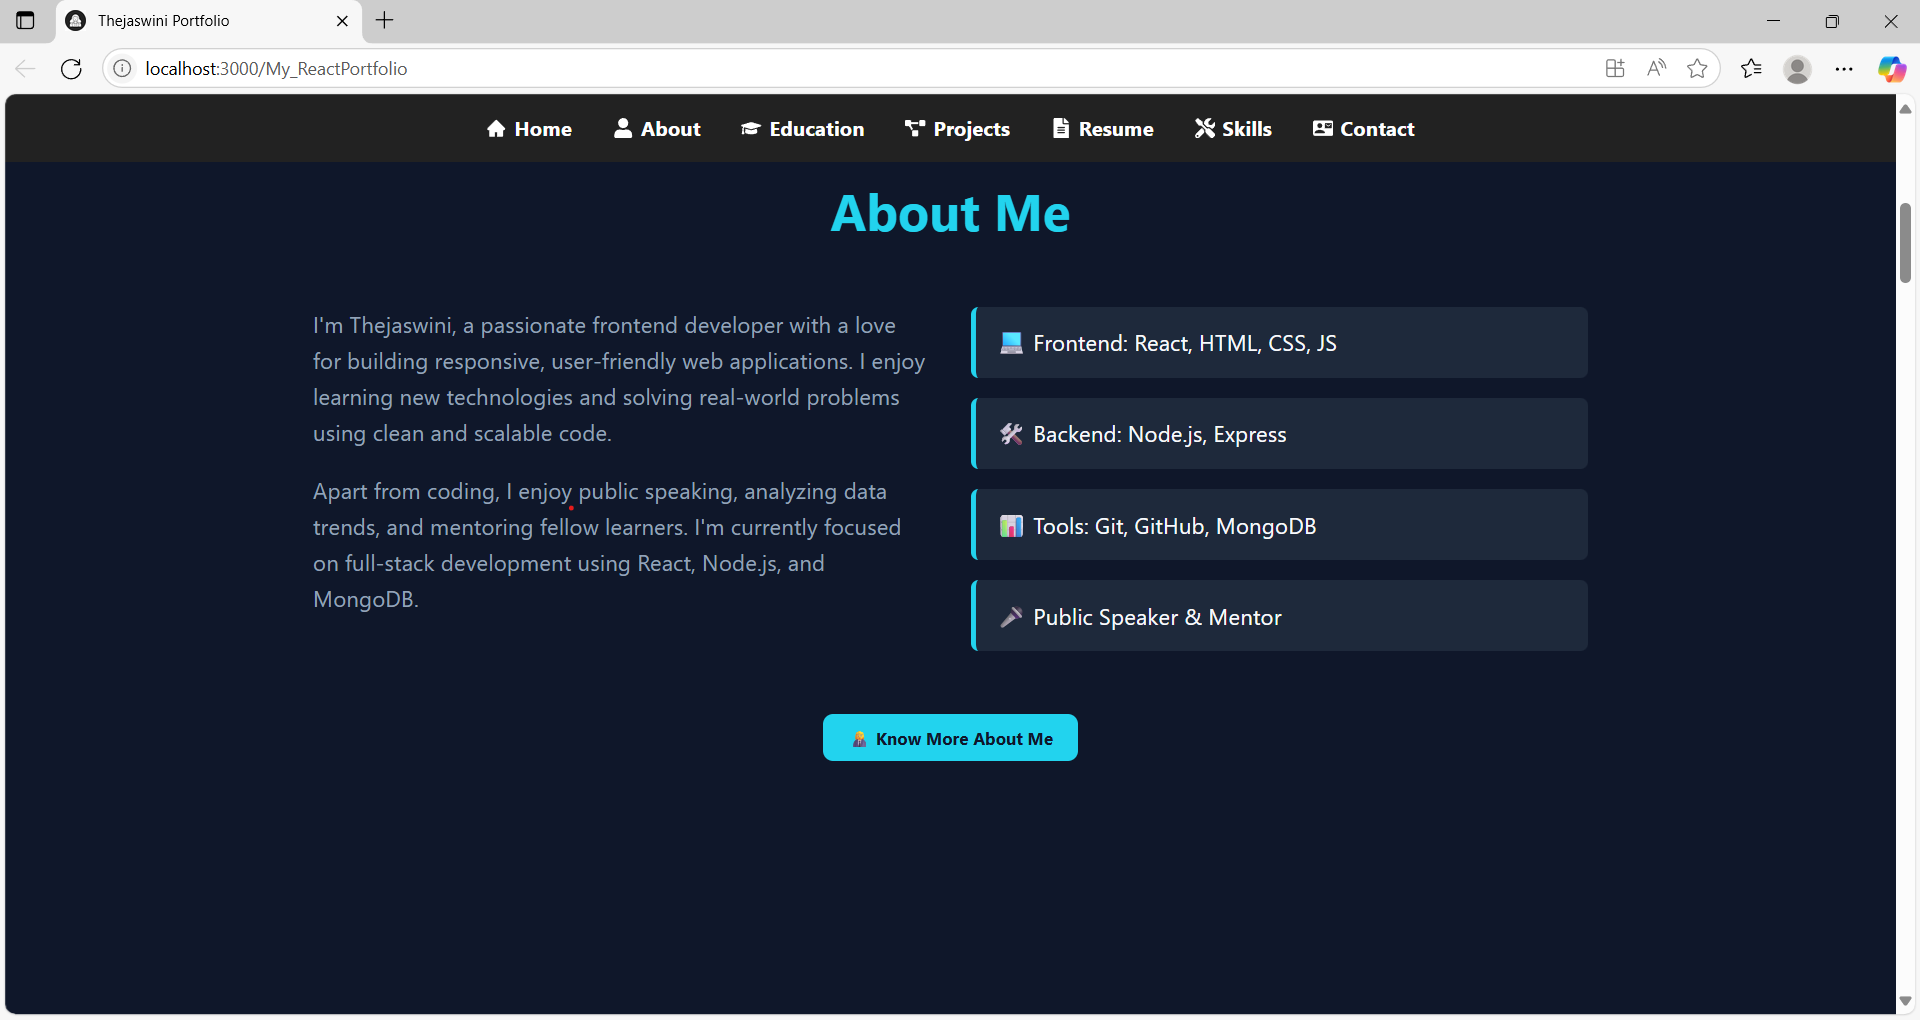 Thejaswini Portfolio
localhost:3000/My_ReactPortfolio
Home About Education Projects Resume Skills Contact
About Me
I'm Thejaswini, a passionate frontend developer with a love
for building responsive, user-friendly web applications. I enjoy
learning new technologies and solving real-world problems
using clean and scalable code.
Apart from coding, I enjoy public speaking, analyzing data
trends, and mentoring fellow learners. I'm currently focused
on full-stack development using React, Node.js, and
MongoDB.
Frontend: React, HTML, CSS, JS
Backend: Node.js, Express
Tools: Git, GitHub, MongoDB
Public Speaker & Mentor
Know More About Me